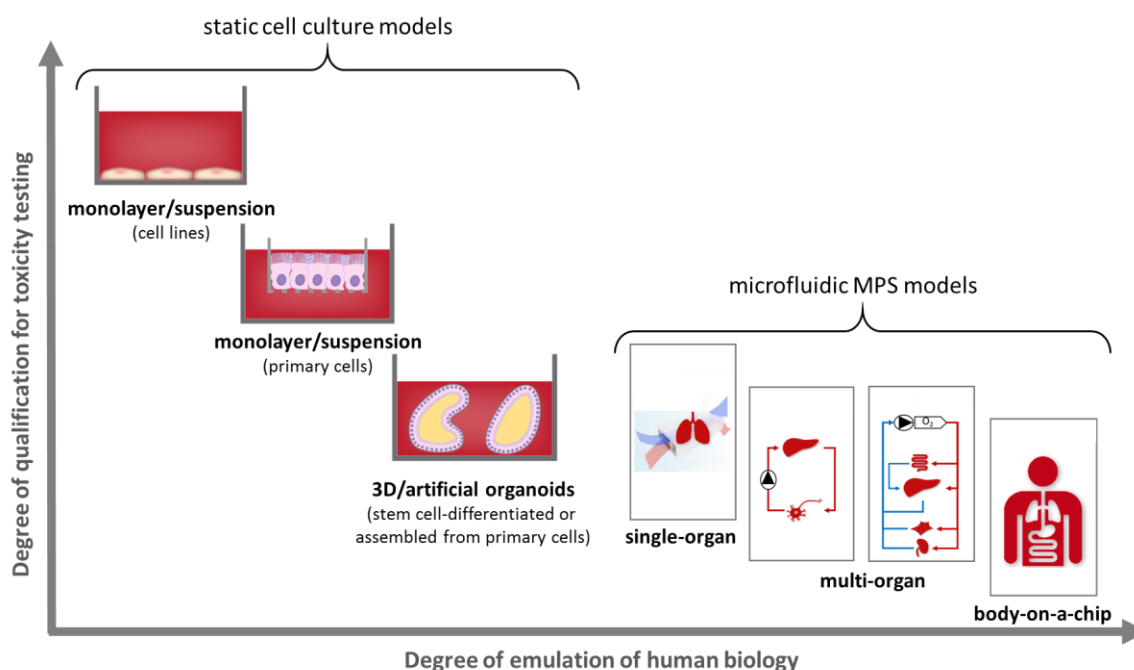 static cell culture models
Degree of qualification for toxicity testing
monolayer/suspension
(cell lines)
monolayer/suspension
(primary cells)
microfluidic MPS models
3D/artificial organoids
(stem cell-differentiated or
assembled from primary cells)
single-organ
O2
multi-organ
body-on-a-chip
Degree of emulation of human biology